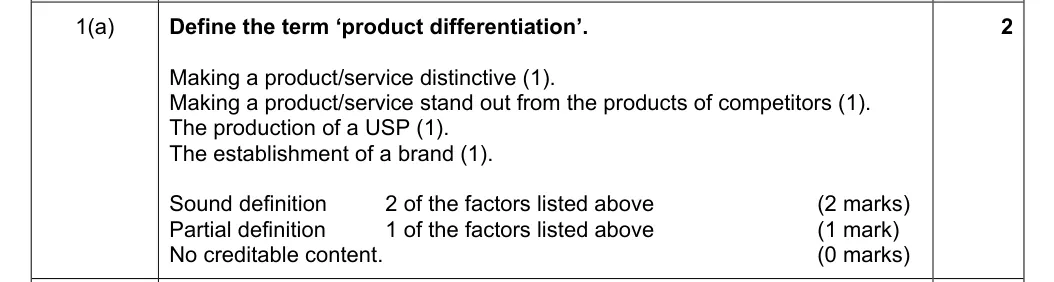 1(a) Define the term ‘product differentiation’. 2
Making a product/service distinctive (1).
Making a product/service stand out from the products of competitors (1).
The production of a USP (1).
The establishment of a brand (1).
Sound definition 2 of the factors listed above (2 marks)
Partial definition 1 of the factors listed above (1 mark)
No creditable content. (0 marks)